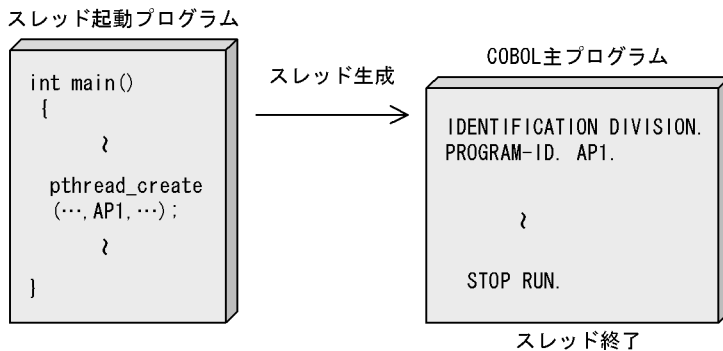 スレッド起動プログラム
int main()
{
～
pthread_create
(…,AP1,…);
～
}
スレッド生成
COBOL主プログラム
IDENTIFICATION DIVISION.
PROGRAM-ID. AP1.
～
STOP RUN.
スレッド終了